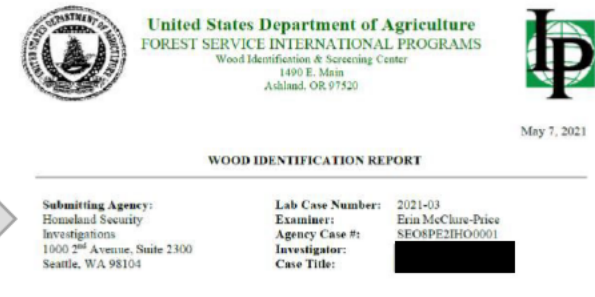 United States Department of Agriculture
FOREST SERVICE INTERNATIONAL PROGRAMS
Wood Identification & Screening Center
1490 E. Main
Ashland, OR 97520
IP
May 7, 2021
WOOD IDENTIFICATION REPORT
Submitting Agency:
Homeland Security
Investigations
1000 2nd Avenue, Suite 2300
Seattle, WA 98104
Lab Case Number: 2021-03
Examiner: Erin McClure-Price
Agency Case #: SEO8PE2IHO0001
Investigator:
Case Title: